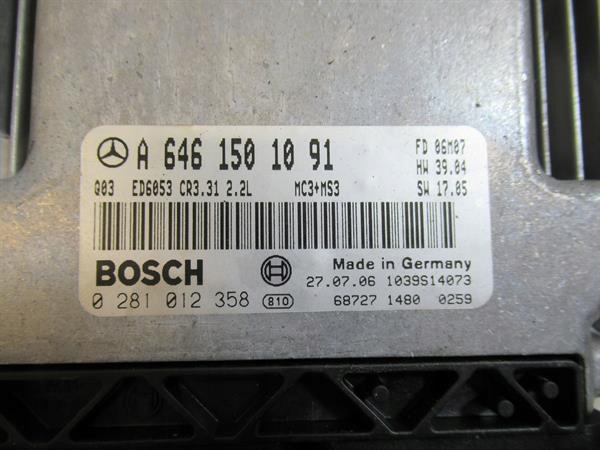 A 646 150 10 91
FD 06M07
HW 39.04
Q03 ED6053 CR3.31 2.2L MC3+MS3 SW 17.05
BOSCH Made in Germany
27.07.06 1039S14073
0 281 012 358 810 68727 1480 0259